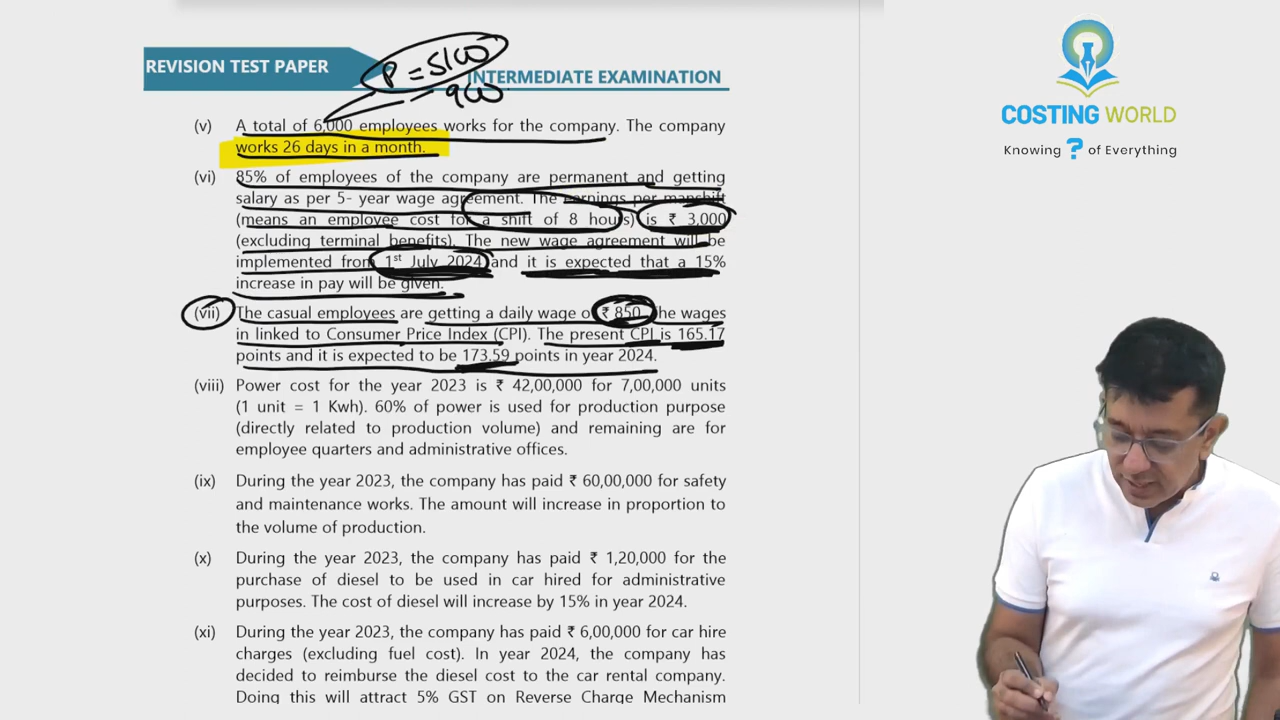 REVISION TEST PAPER
INTERMEDIATE EXAMINATION
P = 5100
900
(v) A total of 6,000 employees works for the company. The company
works 26 days in a month.
(vi) 85% of employees of the company are permanent and getting
salary as per 5- year wage agreement. The earnings per manshift
(means an employee cost for a shift of 8 hours) is ₹ 3,000
(excluding terminal benefits). The new wage agreement will be
implemented from 1st July 2024 and it is expected that a 15%
increase in pay will be given.
(vii) The casual employees are getting a daily wage of ₹ 850. The wages
in linked to Consumer Price Index (CPI). The present CPI is 165.17
points and it is expected to be 173.59 points in year 2024.
(viii) Power cost for the year 2023 is ₹ 42,00,000 for 7,00,000 units
(1 unit = 1 Kwh). 60% of power is used for production purpose
(directly related to production volume) and remaining are for
employee quarters and administrative offices.
(ix) During the year 2023, the company has paid ₹ 60,00,000 for safety
and maintenance works. The amount will increase in proportion to
the volume of production.
(x) During the year 2023, the company has paid ₹ 1,20,000 for the
purchase of diesel to be used in car hired for administrative
purposes. The cost of diesel will increase by 15% in year 2024.
(xi) During the year 2023, the company has paid ₹ 6,00,000 for car hire
charges (excluding fuel cost). In year 2024, the company has
decided to reimburse the diesel cost to the car rental company.
Doing this will attract 5% GST on Reverse Charge Mechanism
COSTING WORLD
Knowing ? of Everything